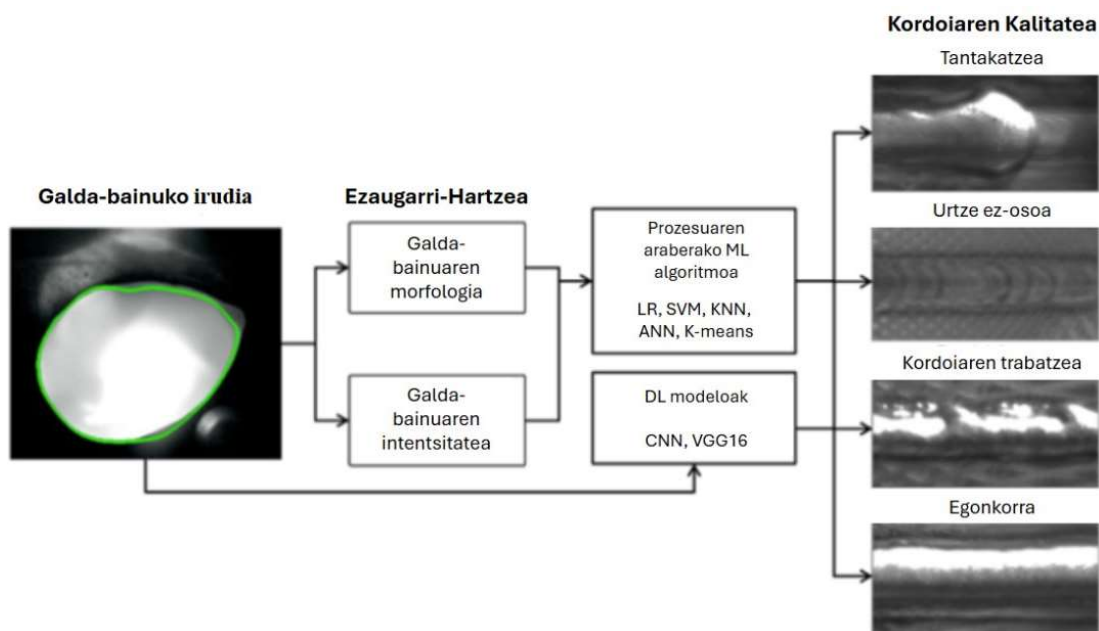 Galda-bainuko irudia
Ezaugarri-Hartzea
Galda-
bainuaren
morfologia
Galda-
bainuaren
intentsitatea
Prozesuaren
araberako ML
algoritmoa
LR, SVM, KNN,
ANN, K-means
DL modeloak
CNN, VGG16
Kordoiaren Kalitatea
Tantakatzea
Urtze ez-osoa
Kordoiaren trabatzea
Egonkorra